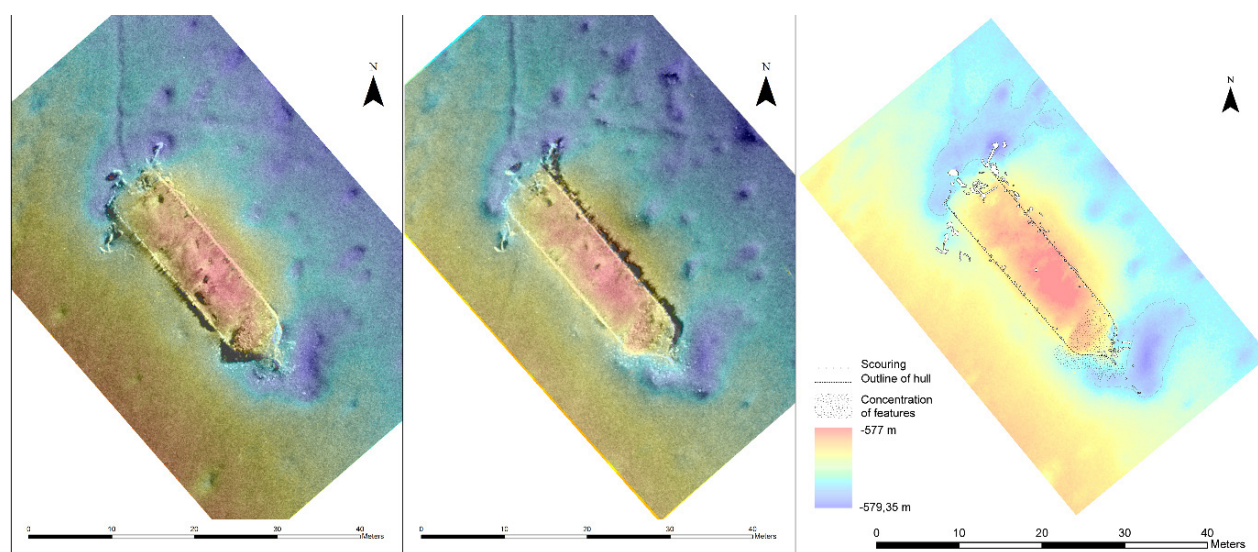 N
N
N
Scouring
Outline of hull
Concentration
of features
-577 m
-579,35 m
0 10 20 30 40
Meters
0 10 20 30 40
Meters
0 10 20 30 40
Meters